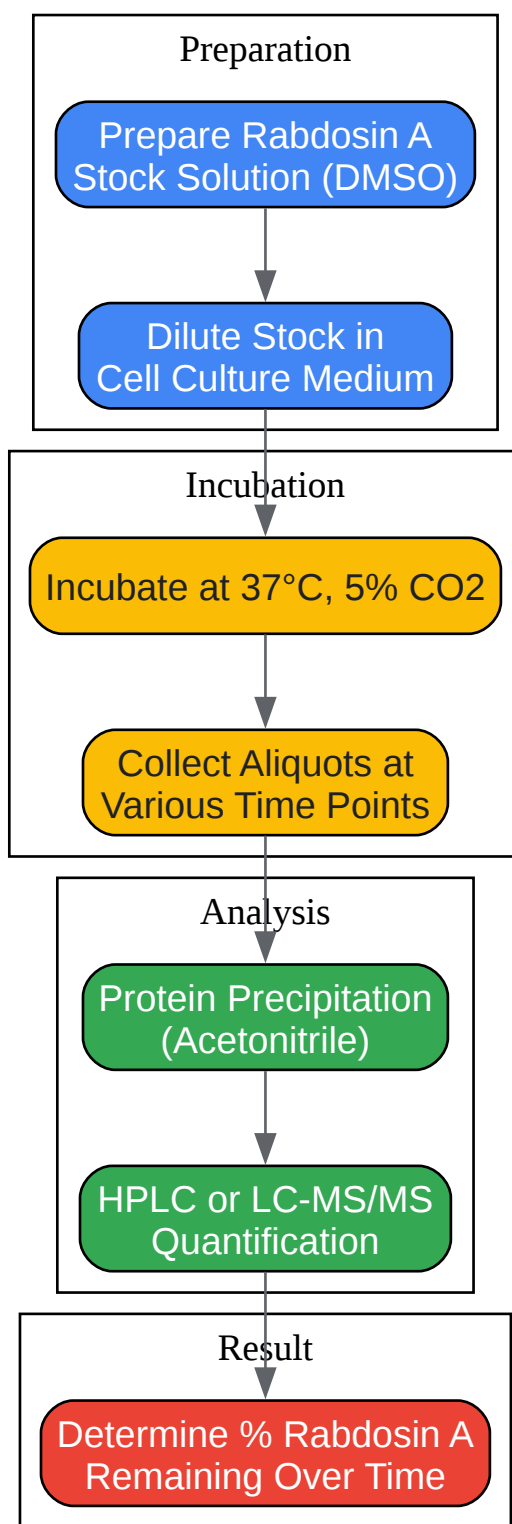 Preparation
Prepare Rabdosin A
Stock Solution (DMSO)
Dilute Stock in
Cell Culture Medium
Incubation
Incubate at 37°C, 5% CO2
Collect Aliquots at
Various Time Points
Analysis
Protein Precipitation
(Acetonitrile)
HPLC or LC-MS/MS
Quantification
Result
Determine % Rabdosin A
Remaining Over Time